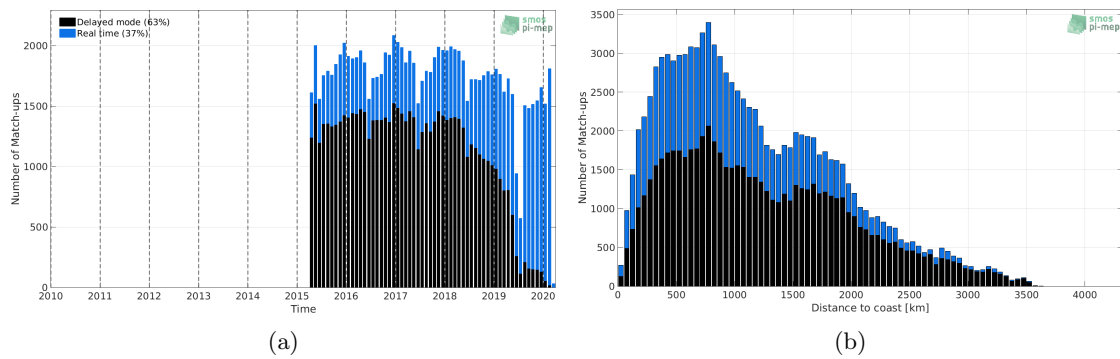 Delayed mode (63%)
Real time (37%)
smos
pi-mep
2000
1500
1000
500
0
Number of Match-ups
2010 2011 2012 2013 2014 2015 2016 2017 2018 2019 2020
Time
(a)
smos
pi-mep
3500
3000
2500
2000
1500
1000
500
0
Number of Match-ups
0 500 1000 1500 2000 2500 3000 3500 4000
Distance to coast [km]
(b)